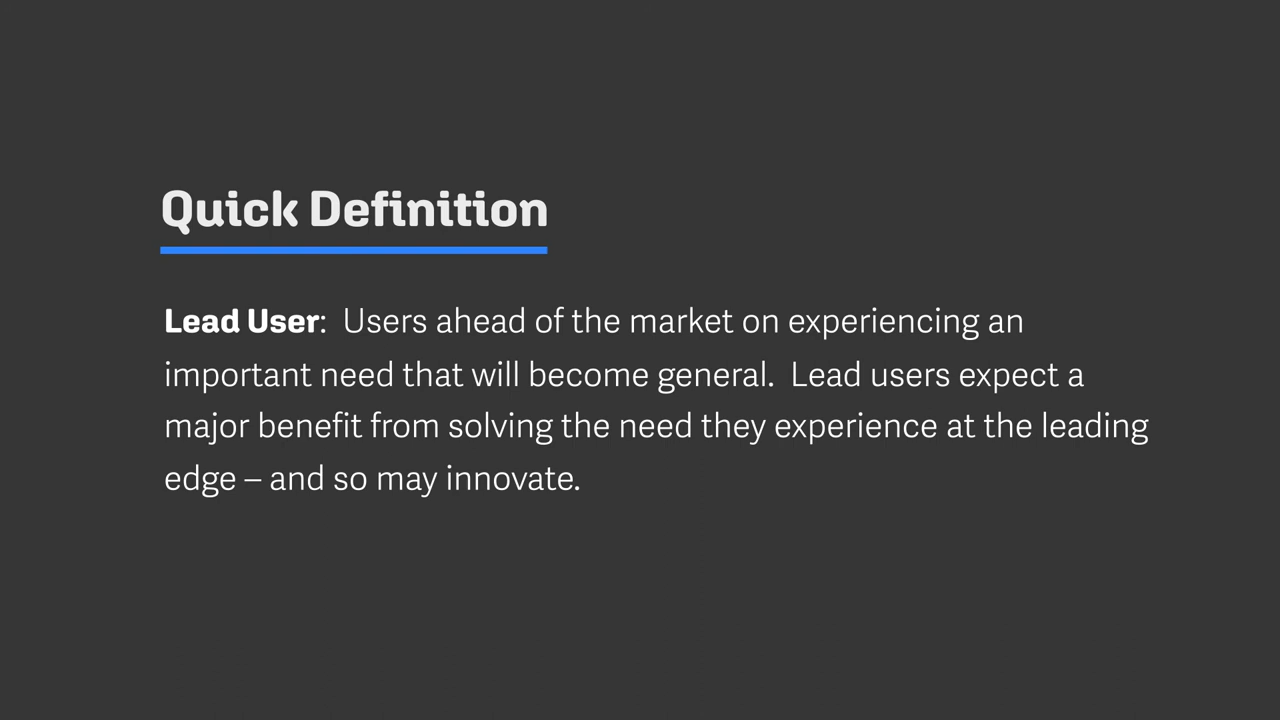 Quick Definition
Lead User:  Users ahead of the market on experiencing an
important need that will become general.  Lead users expect a
major benefit from solving the need they experience at the leading
edge – and so may innovate.